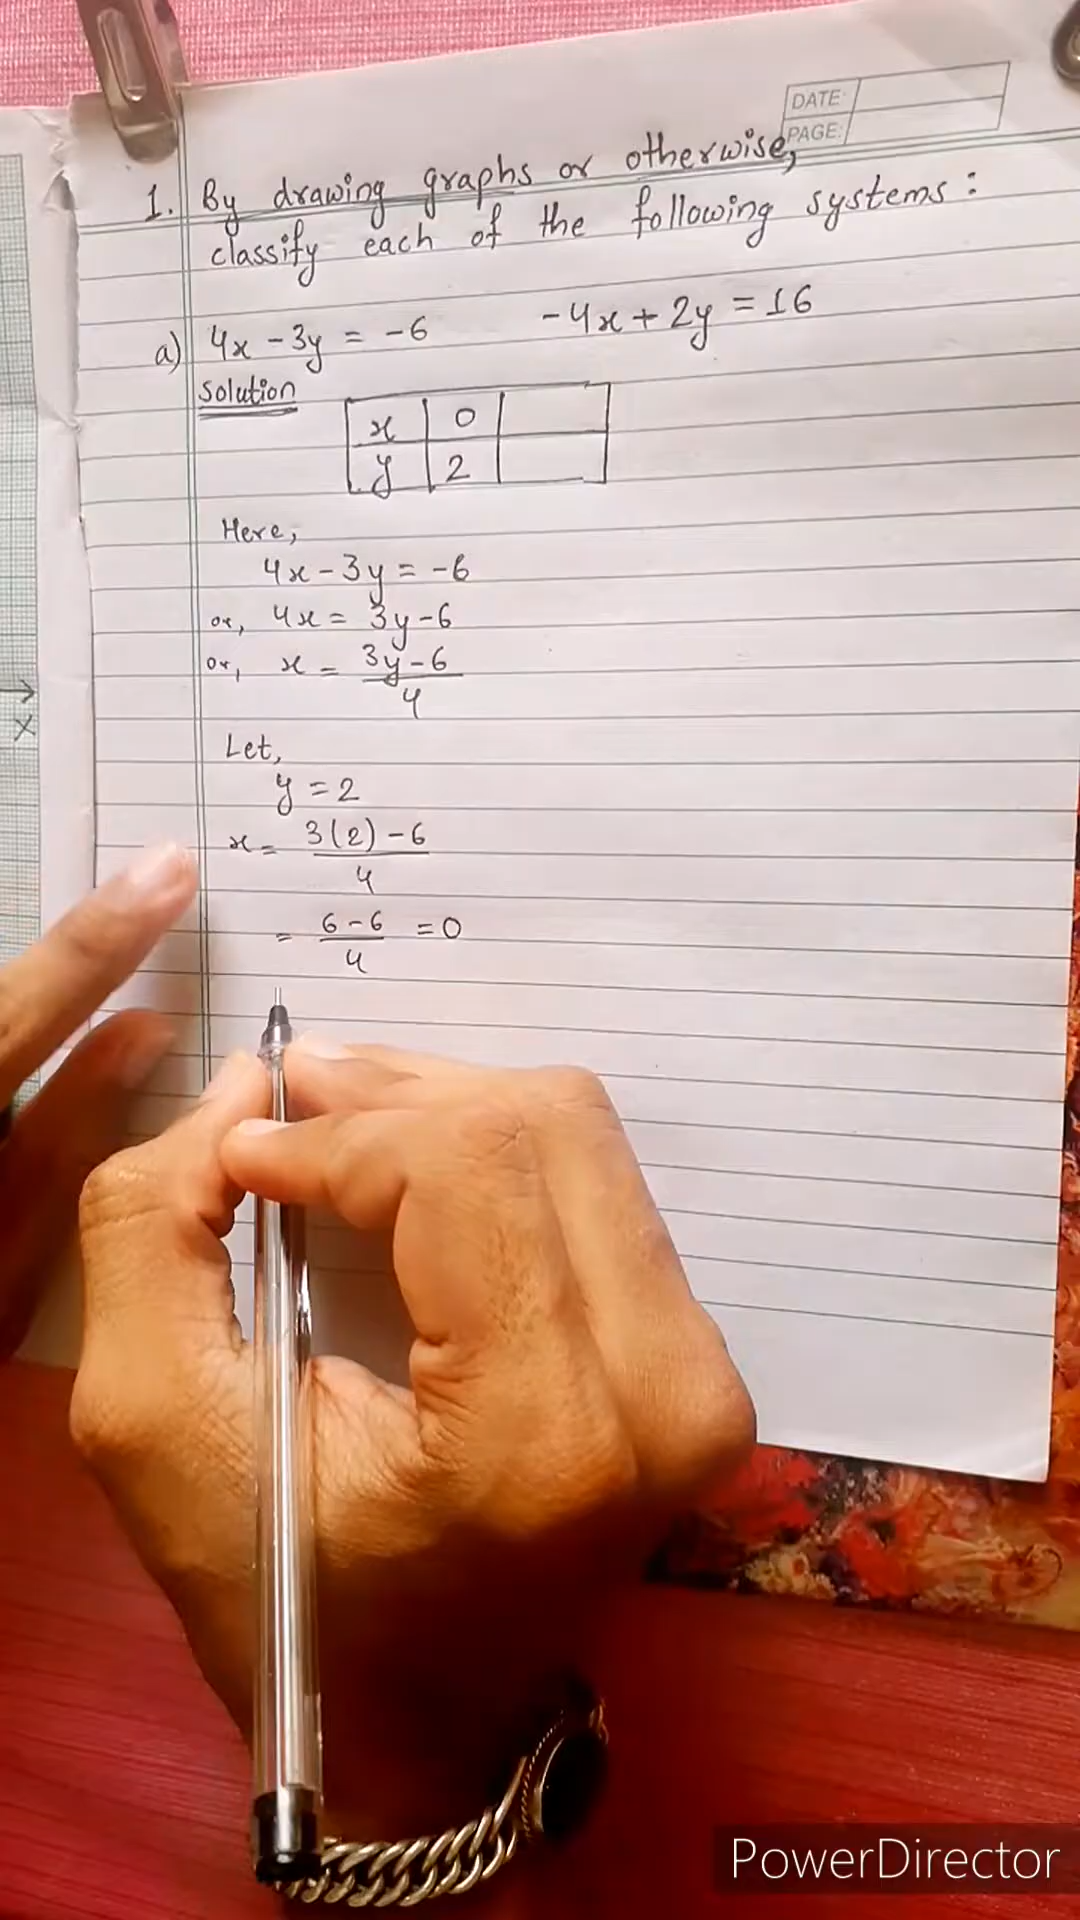 DATE:
PAGE:
1. By drawing graphs or otherwise,
classify each of the following systems:
a) 4x - 3y = -6 -4x + 2y = 16
Solution
x 0
y 2
Here,
4x - 3y = -6
or, 4x = 3y - 6
or, x = 3y - 6 / 4
Let,
y = 2
x = 3(2) - 6 / 4
= 6 - 6 / 4 = 0
X
PowerDirector